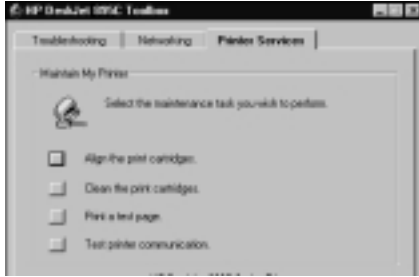 HP DeskJet 895C Toolbox
Troubleshooting Networking Printer Services
Maintain My Printer
Select the maintenance task you wish to perform.
Align the print cartridges.
Clean the print cartridges.
Print a test page.
Test printer communication.